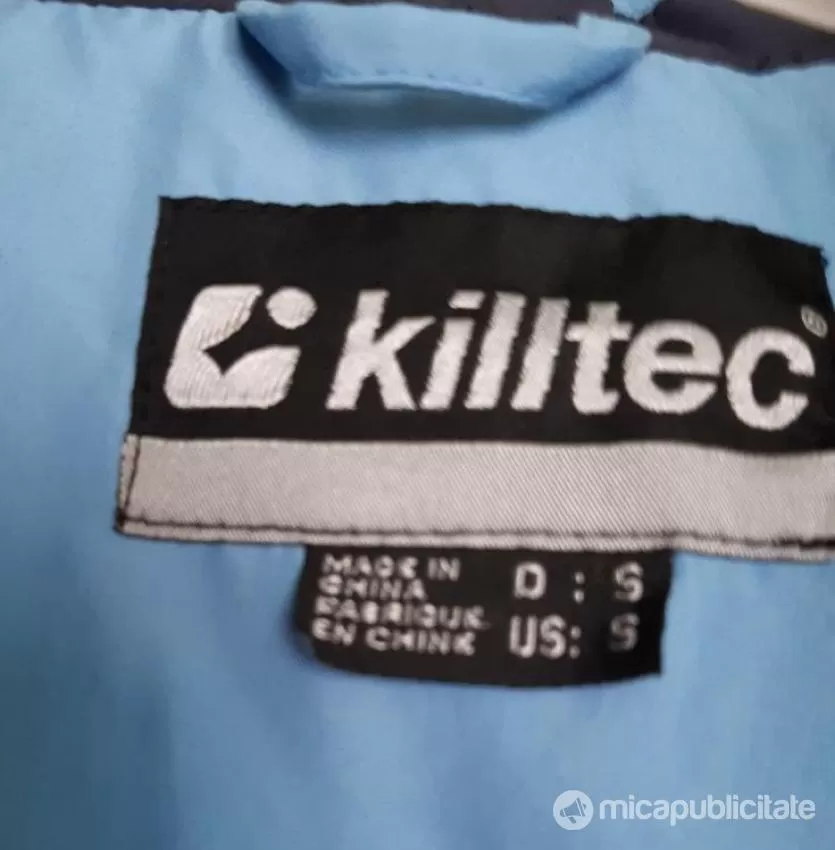 killtec®
MADE IN
CHINA
FABRIQUE
EN CHINE
D : S
US: S
micapublicitate